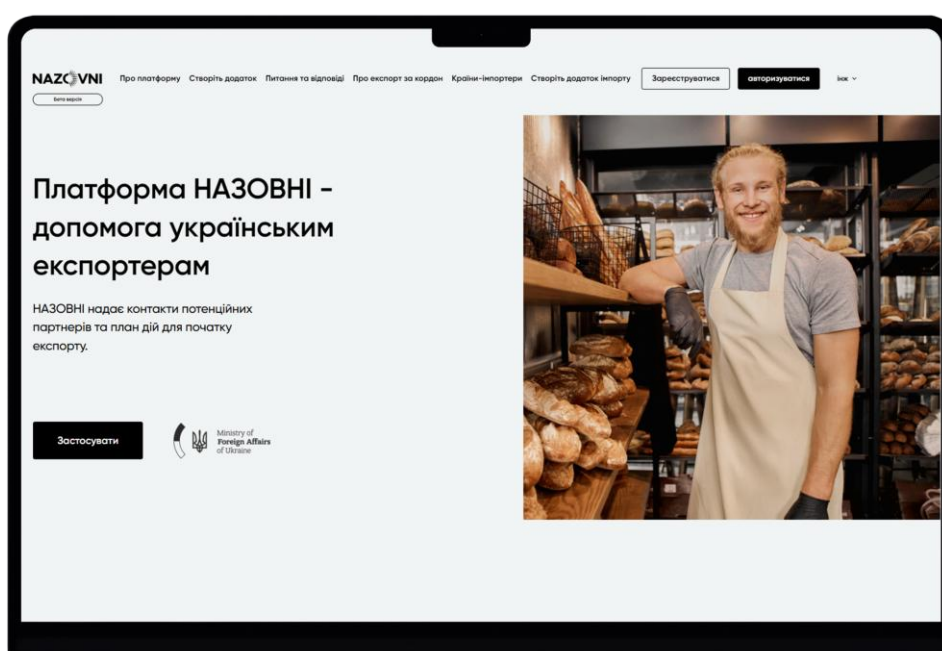 NAZOVNI
Бета версія
Про платформу Створіть додаток Питання та відповіді Про експорт за кордон Країни-імпортери Створіть додаток імпорту Зареєструватися авторизуватися інж
Платформа НАЗОВНІ -
допомога українським
експортерам
НАЗОВНІ надає контакти потенційних
партнерів та план дій для початку
експорту.
Застосувати
Ministry of
Foreign Affairs
of Ukraine